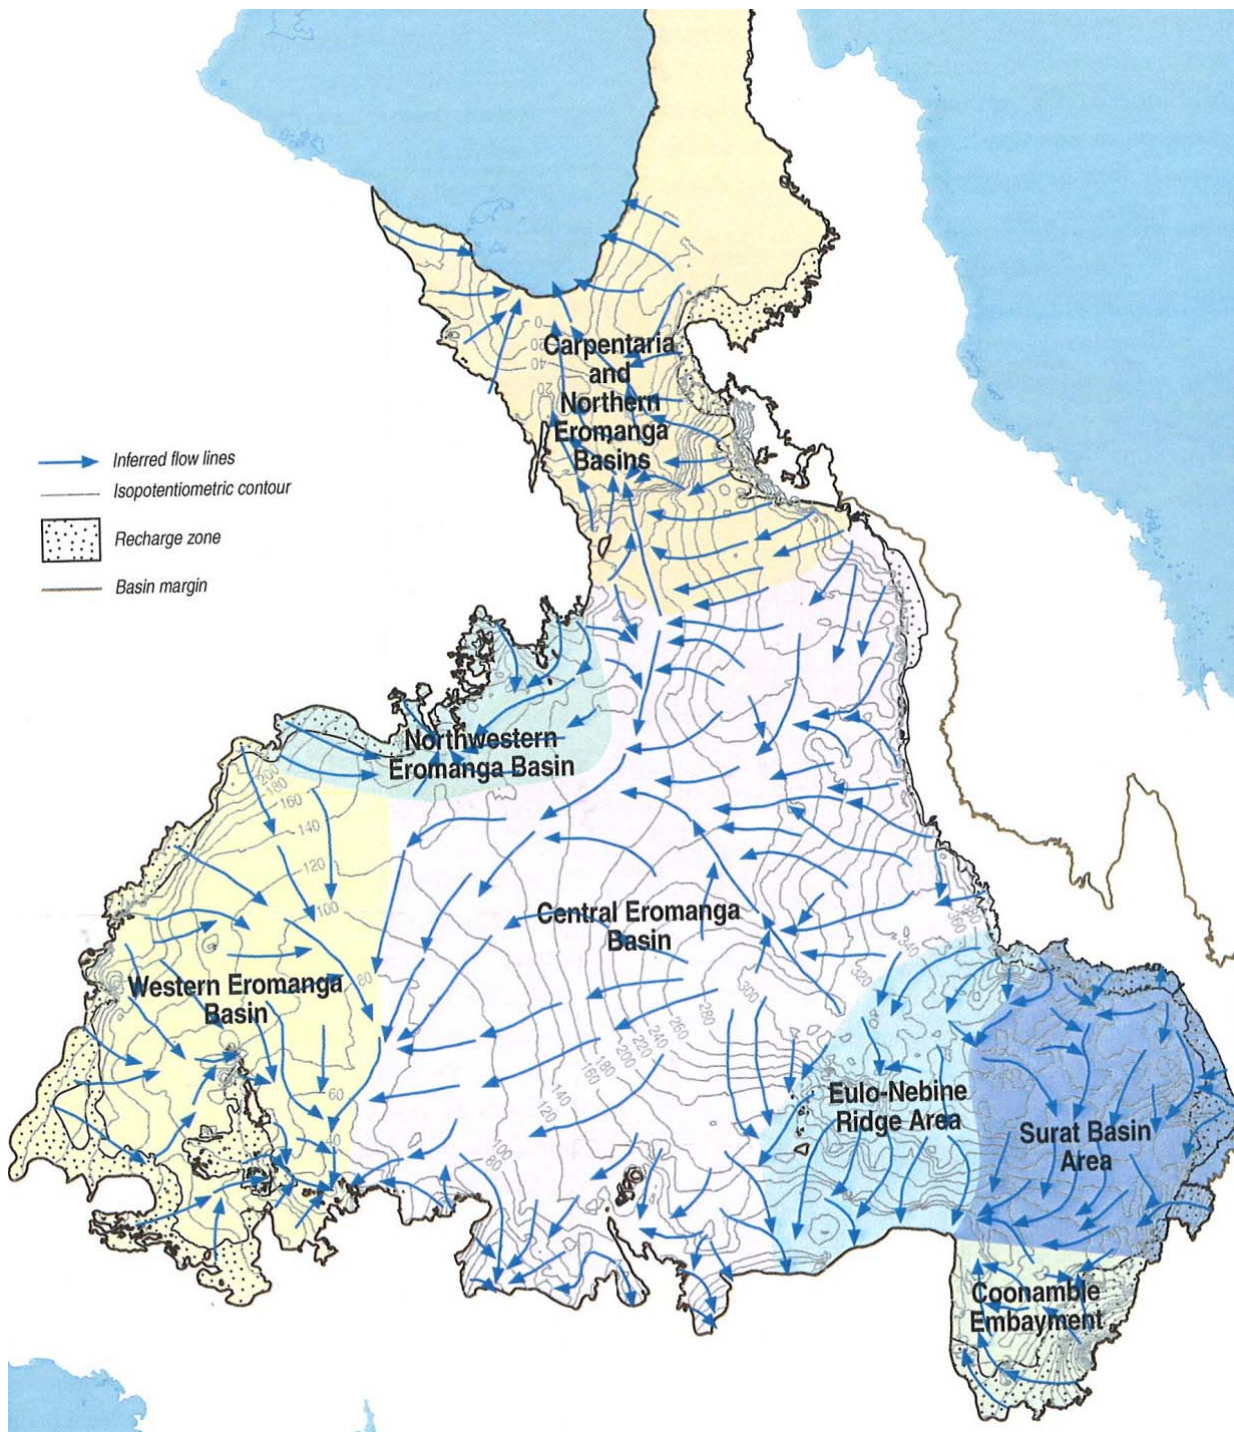 0
20
40
20
Carpentaria
and
Northern
Eromanga
Basins
Inferred flow lines
Isopotentiometric contour
Recharge zone
Basin margin
Northwestern
Eromanga Basin
200
180
160
140
120
100
Central Eromanga
Basin
380
360
340
320
Western Eromanga
Basin
60
300
280
260
240
220
200
180
160
140
120
60
Eulo-Nebine
Ridge Area
Surat Basin
Area
40
100
80
Coonamble
Embayment